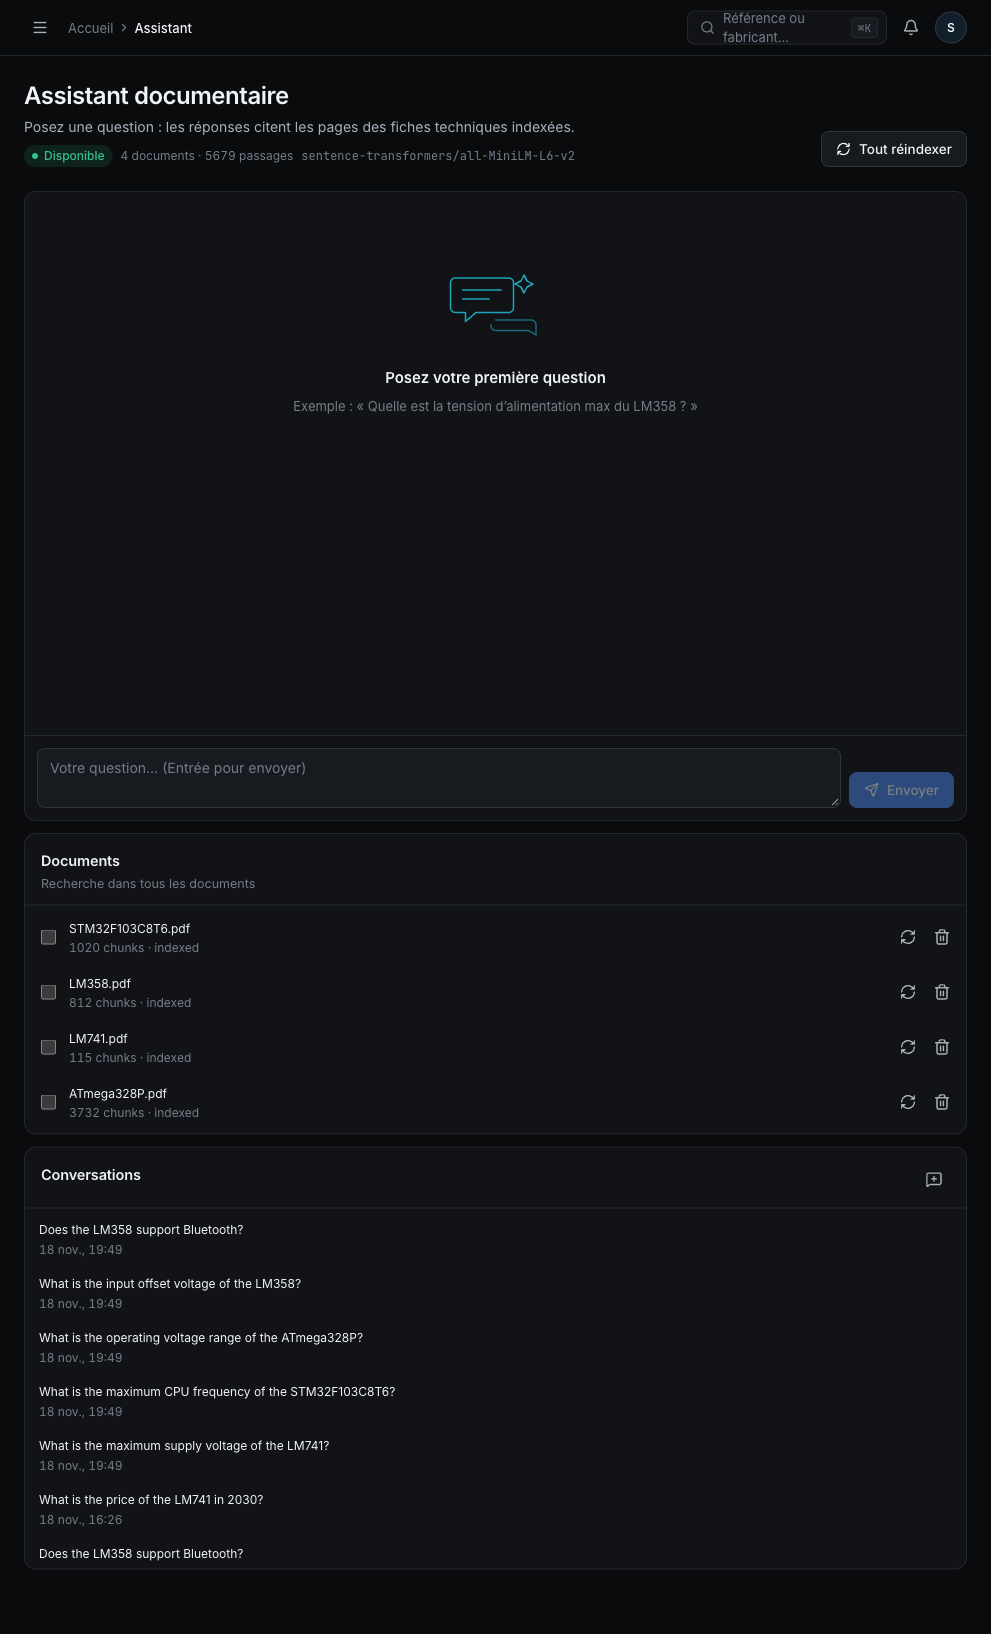 Accueil > Assistant
Référence ou
fabricant...
⌘K
S
Assistant documentaire
Posez une question : les réponses citent les pages des fiches techniques indexées.
Disponible 4 documents · 5679 passages sentence-transformers/all-MiniLM-L6-v2
Tout réindexer
Posez votre première question
Exemple : « Quelle est la tension d'alimentation max du LM358 ? »
Votre question... (Entrée pour envoyer)
Envoyer
Documents
Recherche dans tous les documents
STM32F103C8T6.pdf
1020 chunks · indexed
LM358.pdf
812 chunks · indexed
LM741.pdf
115 chunks · indexed
ATmega328P.pdf
3732 chunks · indexed
Conversations
Does the LM358 support Bluetooth?
18 nov., 19:49
What is the input offset voltage of the LM358?
18 nov., 19:49
What is the operating voltage range of the ATmega328P?
18 nov., 19:49
What is the maximum CPU frequency of the STM32F103C8T6?
18 nov., 19:49
What is the maximum supply voltage of the LM741?
18 nov., 19:49
What is the price of the LM741 in 2030?
18 nov., 16:26
Does the LM358 support Bluetooth?